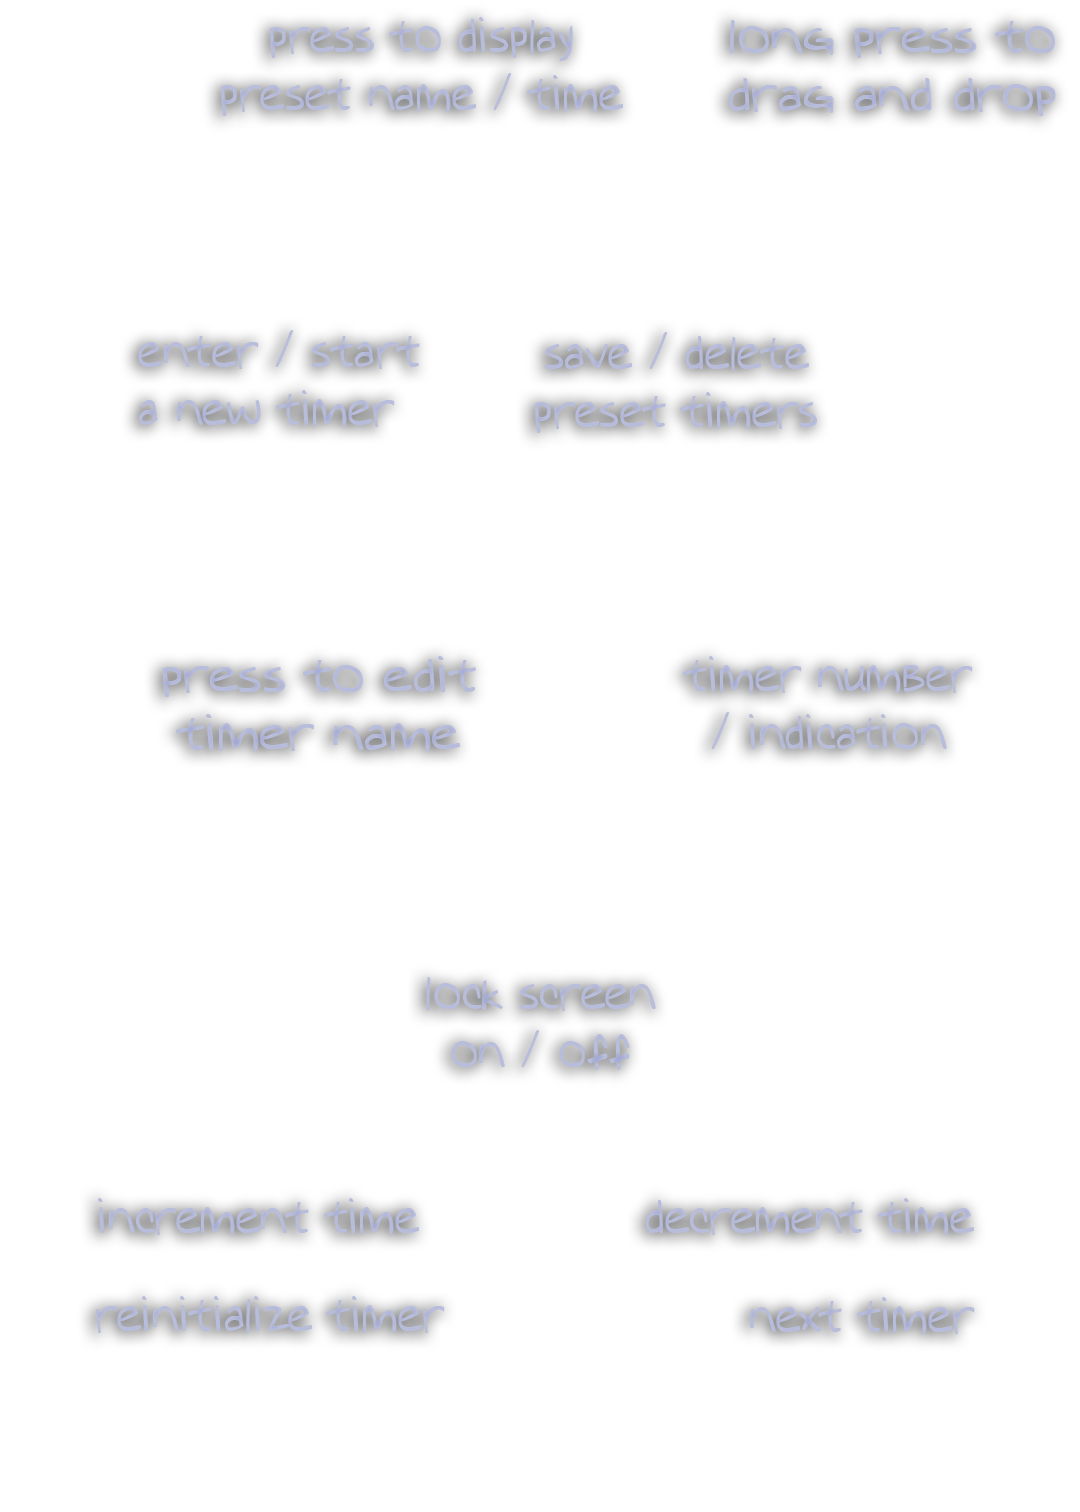 press to display
preset name / time
long press to
drag and drop
enter / start
a new timer
save / delete
preset timers
press to edit
timer name
timer number
/ indication
lock screen
on / off
increment time
decrement time
reinitialize timer
next timer